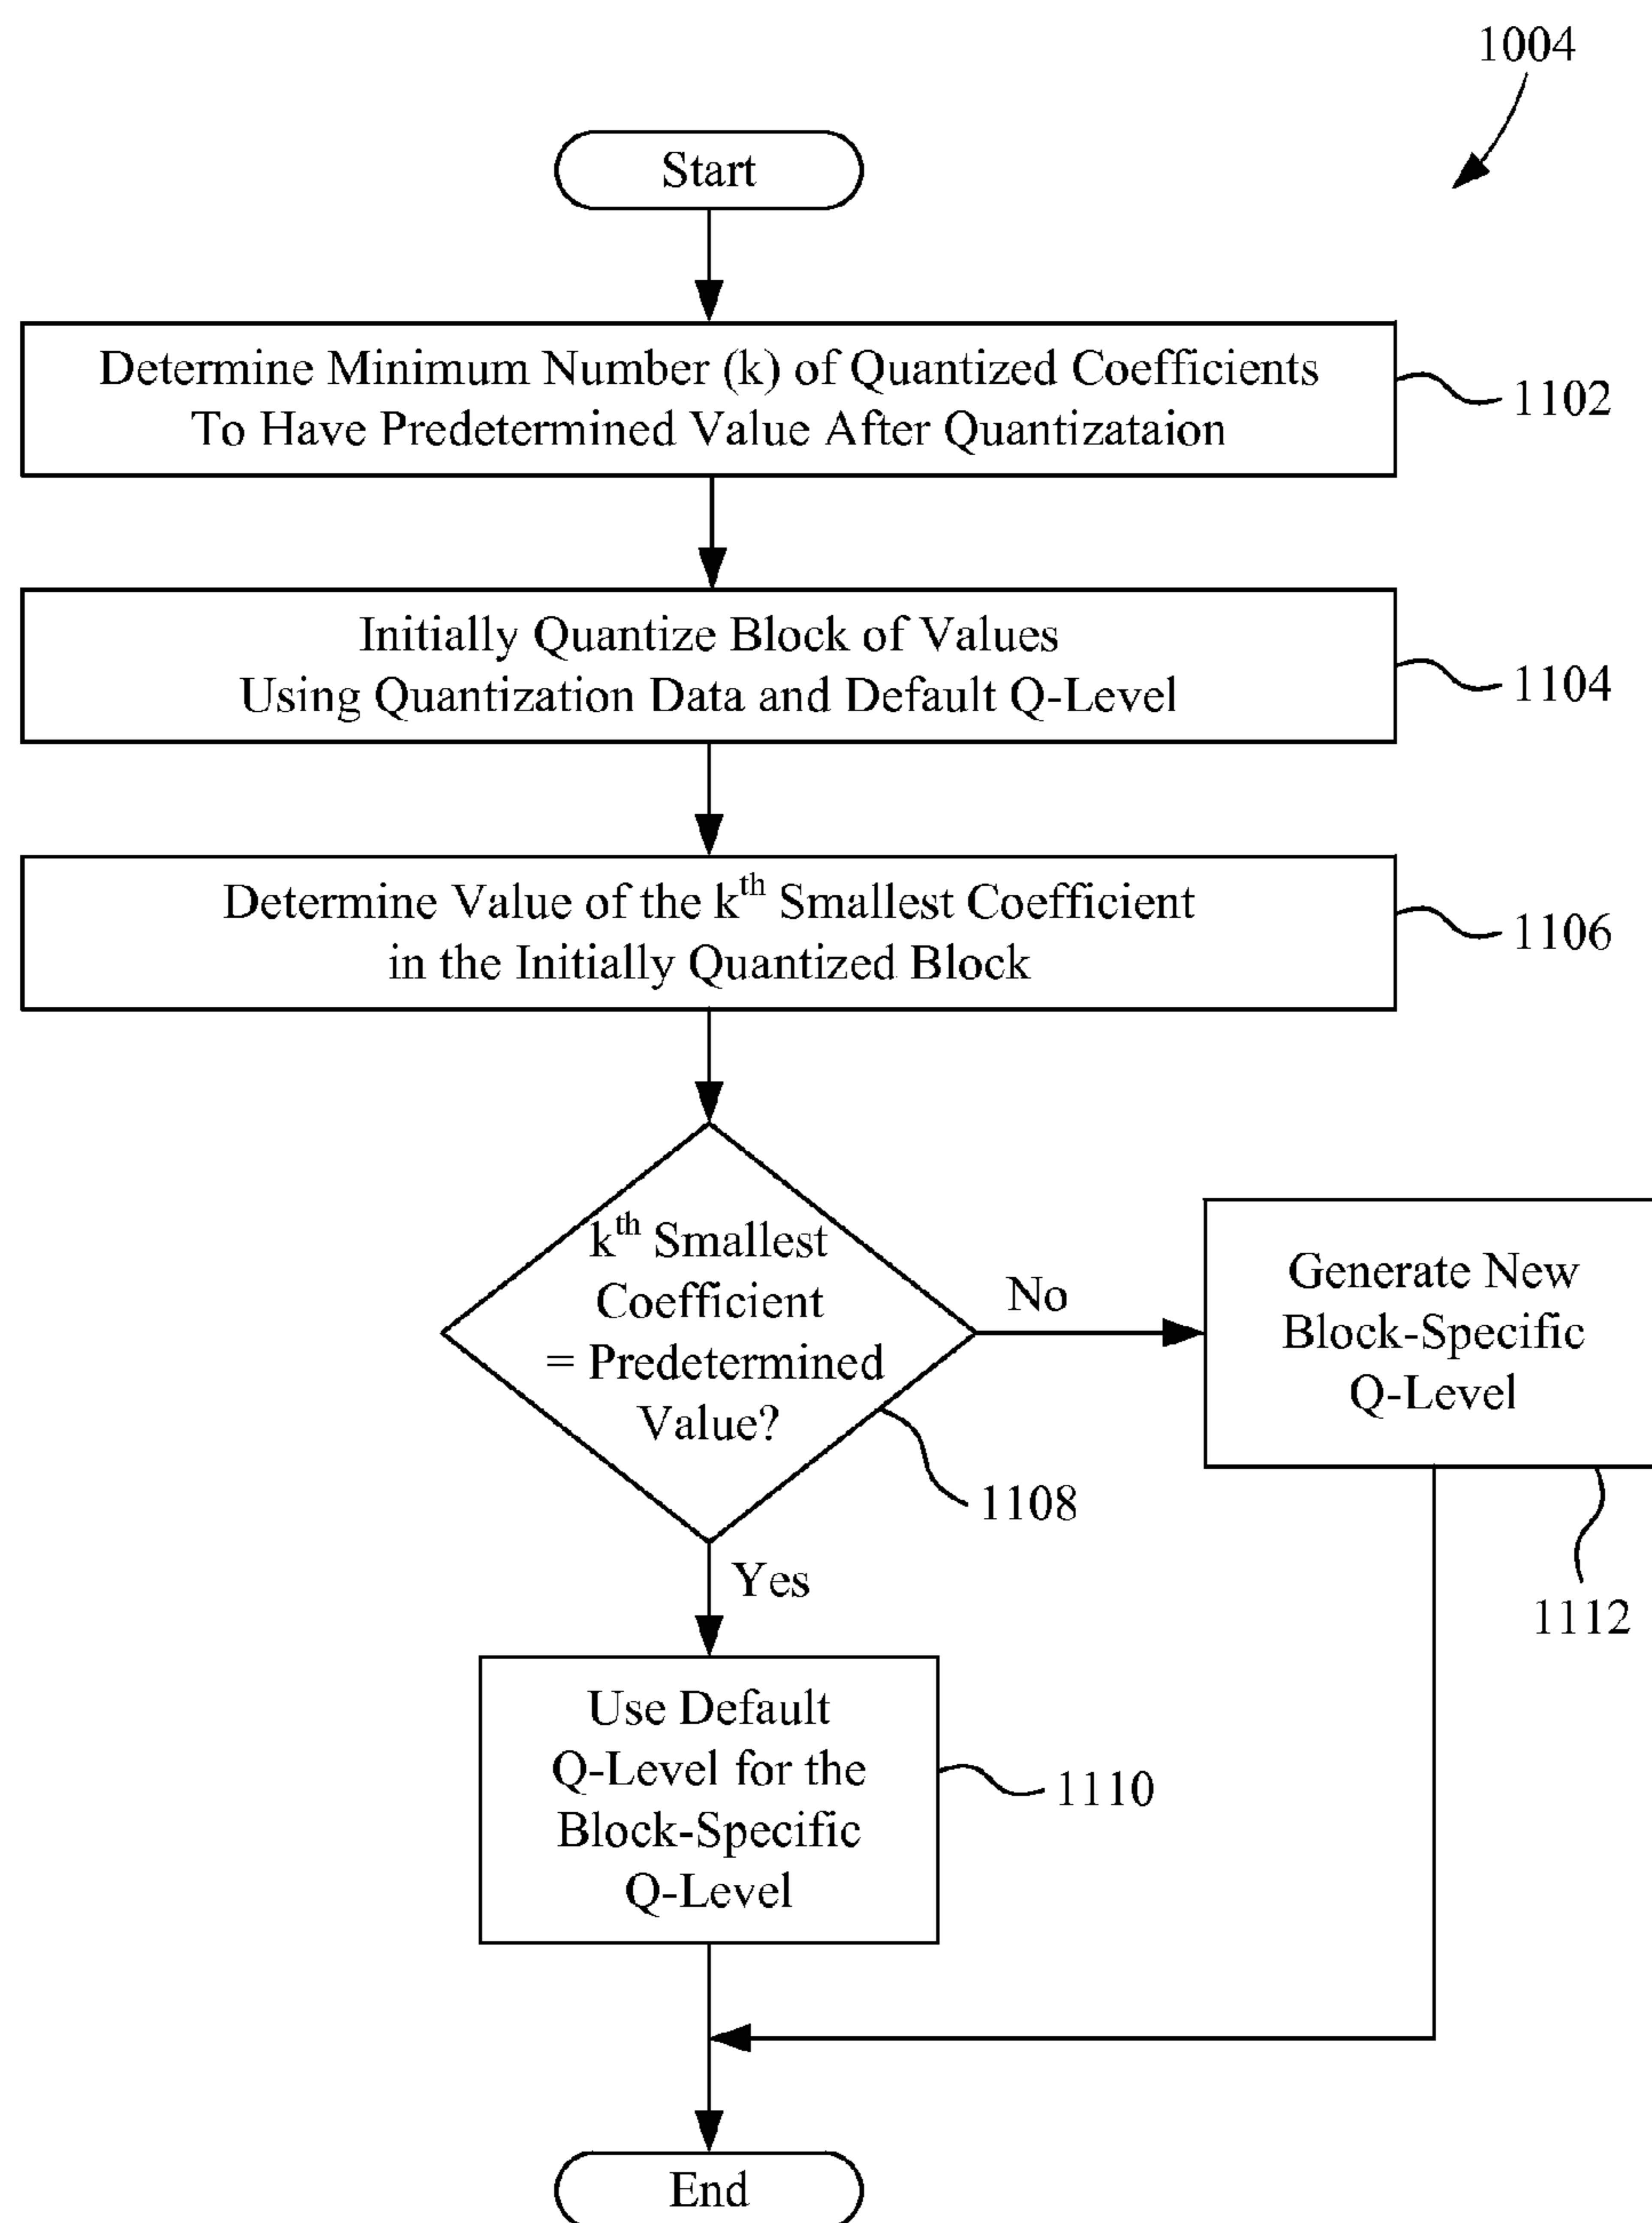 1004
Start
Determine Minimum Number (k) of Quantized Coefficients
To Have Predetermined Value After Quantizataion
1102
Initially Quantize Block of Values
Using Quantization Data and Default Q-Level
1104
Determine Value of the kth Smallest Coefficient
in the Initially Quantized Block
1106
kth Smallest
Coefficient
= Predetermined
Value?
1108
No
Generate New
Block-Specific
Q-Level
1112
Yes
Use Default
Q-Level for the
Block-Specific
Q-Level
1110
End